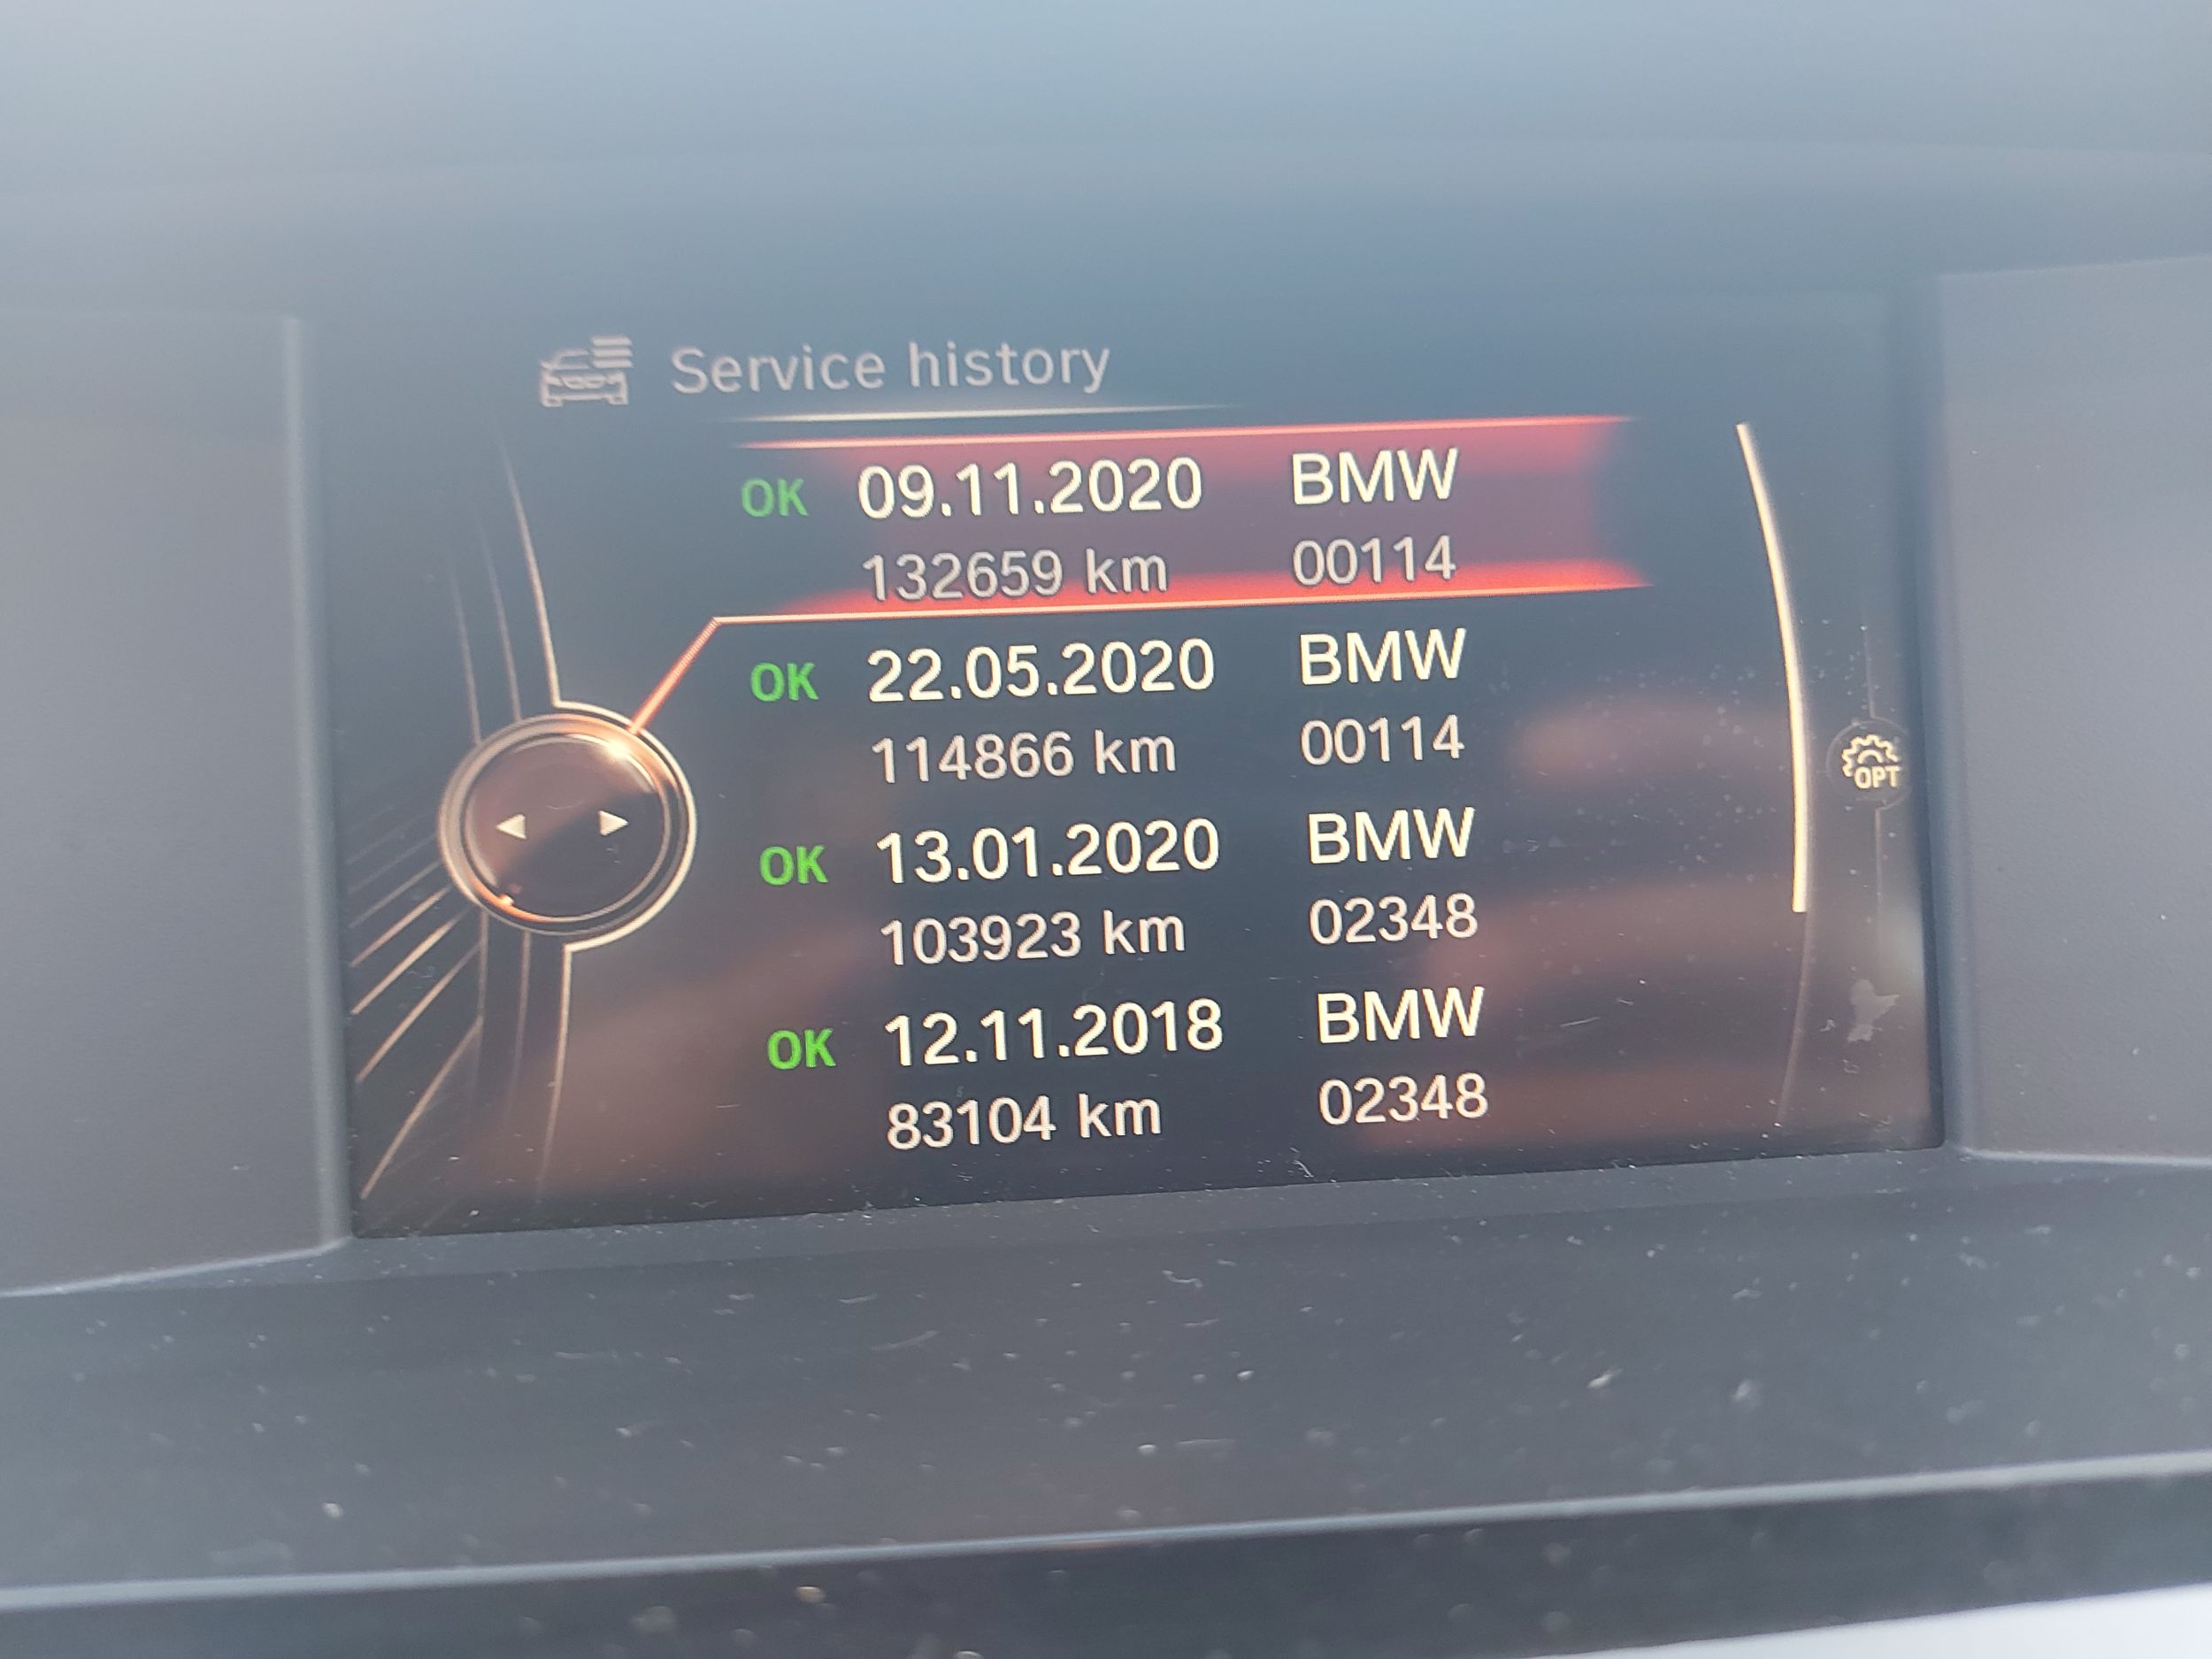 Service history
OK 09.11.2020 BMW
132659 km 00114
OK 22.05.2020 BMW
114866 km 00114
OK 13.01.2020 BMW
103923 km 02348
OK 12.11.2018 BMW
83104 km 02348
OPT